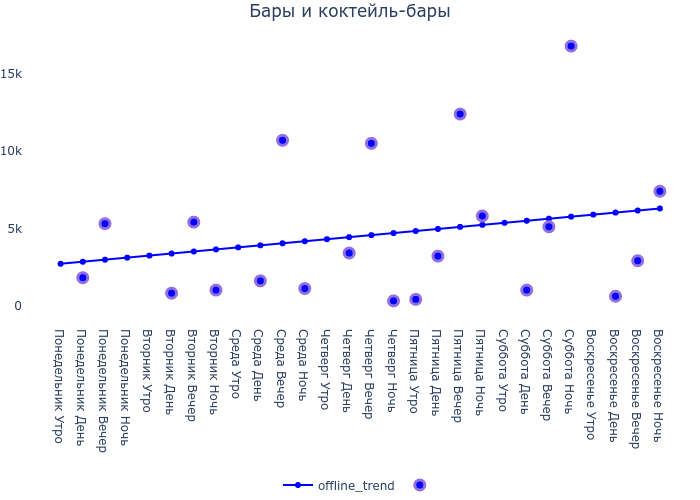 Бары и коктейль-бары
15k
10k
5k
0
Понедельник Утро
Понедельник День
Понедельник Вечер
Понедельник Ночь
Вторник Утро
Вторник День
Вторник Вечер
Вторник Ночь
Среда Утро
Среда День
Среда Вечер
Среда Ночь
Четверг Утро
Четверг День
Четверг Вечер
Четверг Ночь
Пятница Утро
Пятница День
Пятница Вечер
Пятница Ночь
Суббота Утро
Суббота День
Суббота Вечер
Суббота Ночь
Воскресенье Утро
Воскресенье День
Воскресенье Вечер
Воскресенье Ночь
offline_trend